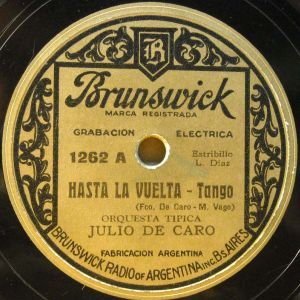 B
Brunswick
MARCA REGISTRADA
GRABACION ELECTRICA
1262 A
Estribillo
L. Diaz
HASTA LA VUELTA - Tango
(Fco. De Caro - M. Vago)
ORQUESTA TIPICA
JULIO DE CARO
FABRICACION ARGENTINA
BRUNSWICK RADIO OF ARGENTINA INC. Bs. AIRES